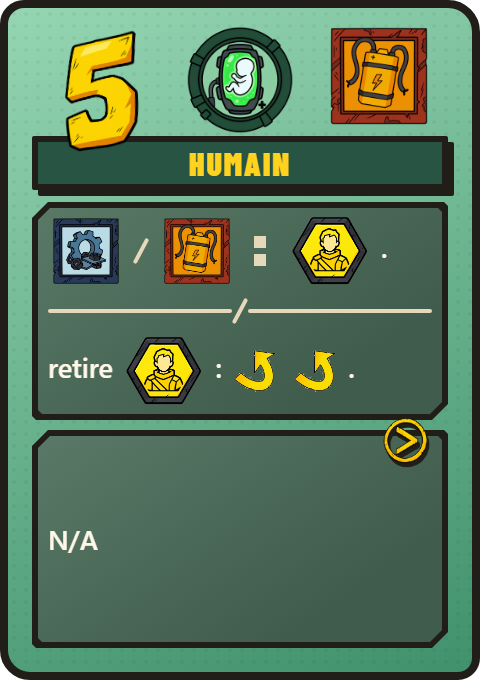 5
HUMAIN
/ : .
/
retire : .
N/A